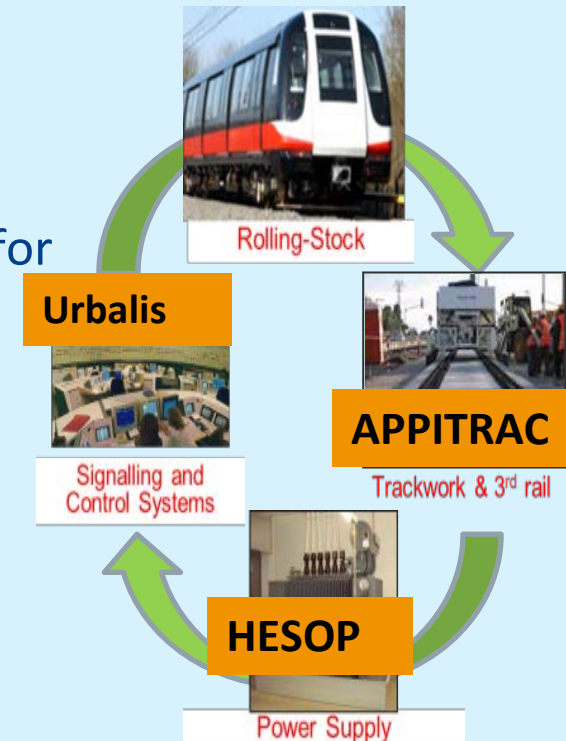 Rolling-Stock
for
Urbalis
APPITRAC
Signalling and
Control Systems
Trackwork & 3rd rail
HESOP
Power Supply